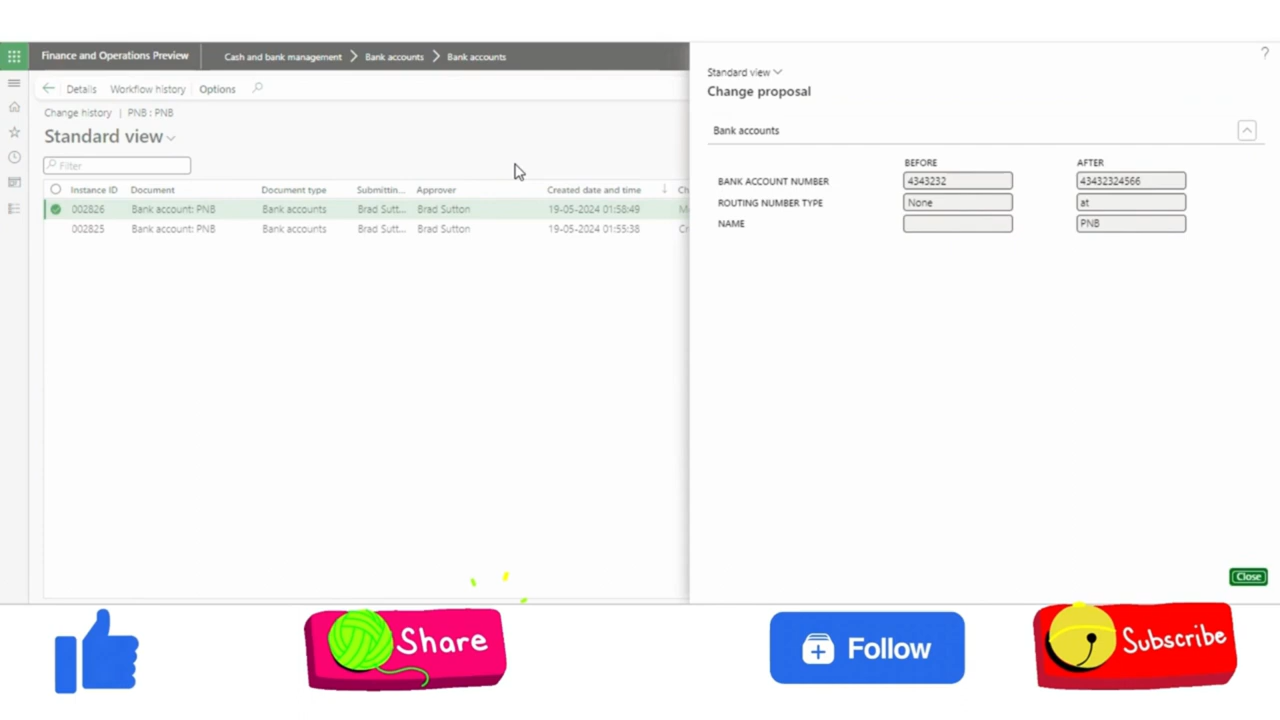 Finance and Operations Preview
Cash and bank management > Bank accounts > Bank accounts
?
Details Workflow history Options
Change history | PNB : PNB
Standard view
Filter
Instance ID Document Document type Submittin... Approver Created date and time
002826 Bank account: PNB Bank accounts Brad Sutt... Brad Sutton 19-05-2024 01:58:49
002825 Bank account: PNB Bank accounts Brad Sutt... Brad Sutton 19-05-2024 01:55:38
Standard view
Change proposal
Bank accounts
BEFORE AFTER
BANK ACCOUNT NUMBER 4343232 43432324566
ROUTING NUMBER TYPE None at
NAME PNB
Close
Share
Follow
Subscribe